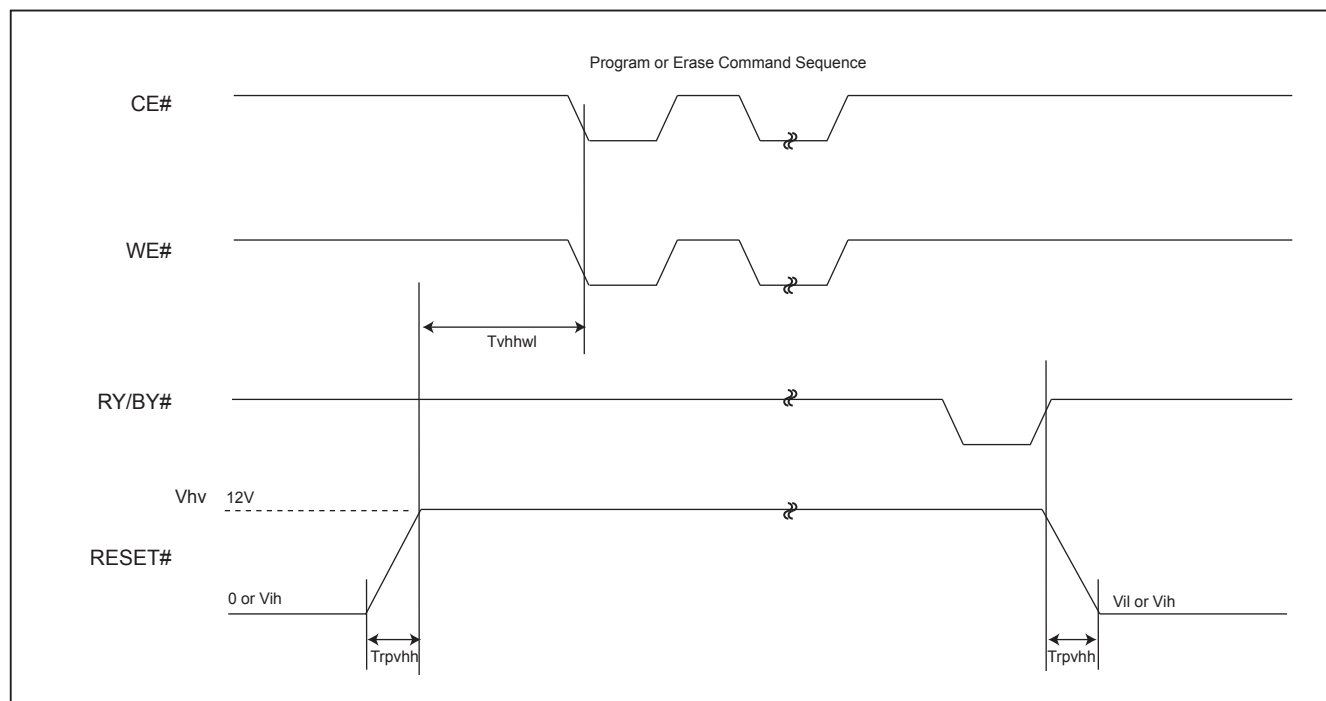 Program or Erase Command Sequence
CE#
WE#
Tvhhwl
RY/BY#
Vhv 12V
RESET#
0 or Vih
Vil or Vih
Trpvhh
Trpvhh